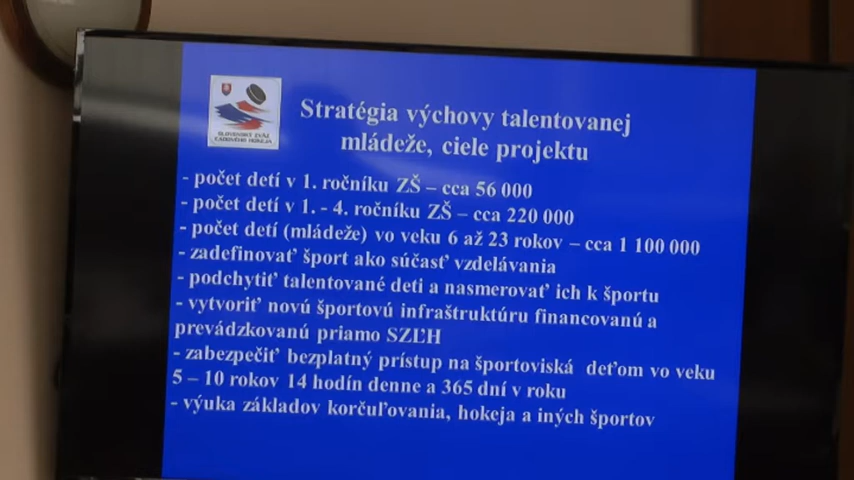 SLOVENSKÝ ZVÄZ
ĽADOVÉHO HOKEJA
Stratégia výchovy talentovanej
mládeže, ciele projektu
- počet detí v 1. ročníku ZŠ – cca 56 000
- počet detí v 1. - 4. ročníku ZŠ – cca 220 000
- počet detí (mládeže) vo veku 6 až 23 rokov – cca 1 100 000
- zadefinovať šport ako súčasť vzdelávania
- podchytiť talentované deti a nasmerovať ich k športu
- vytvoriť novú športovú infraštruktúru financovanú a
prevádzkovanú priamo SZĽH
- zabezpečiť bezplatný prístup na športoviská deťom vo veku
5 – 10 rokov 14 hodín denne a 365 dní v roku
- výuka základov korčuľovania, hokeja a iných športov